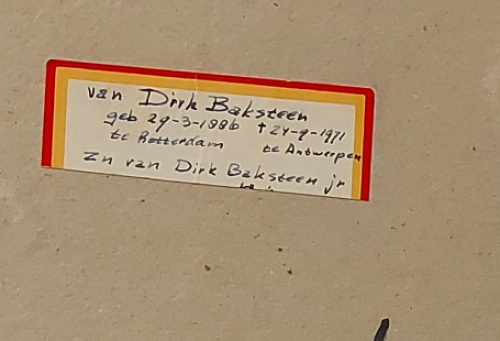 van Dirk Baksteen
geb 29-3-1886 † 24-9-1971
te Rotterdam te Antwerpen
Zn van Dirk Baksteen jr